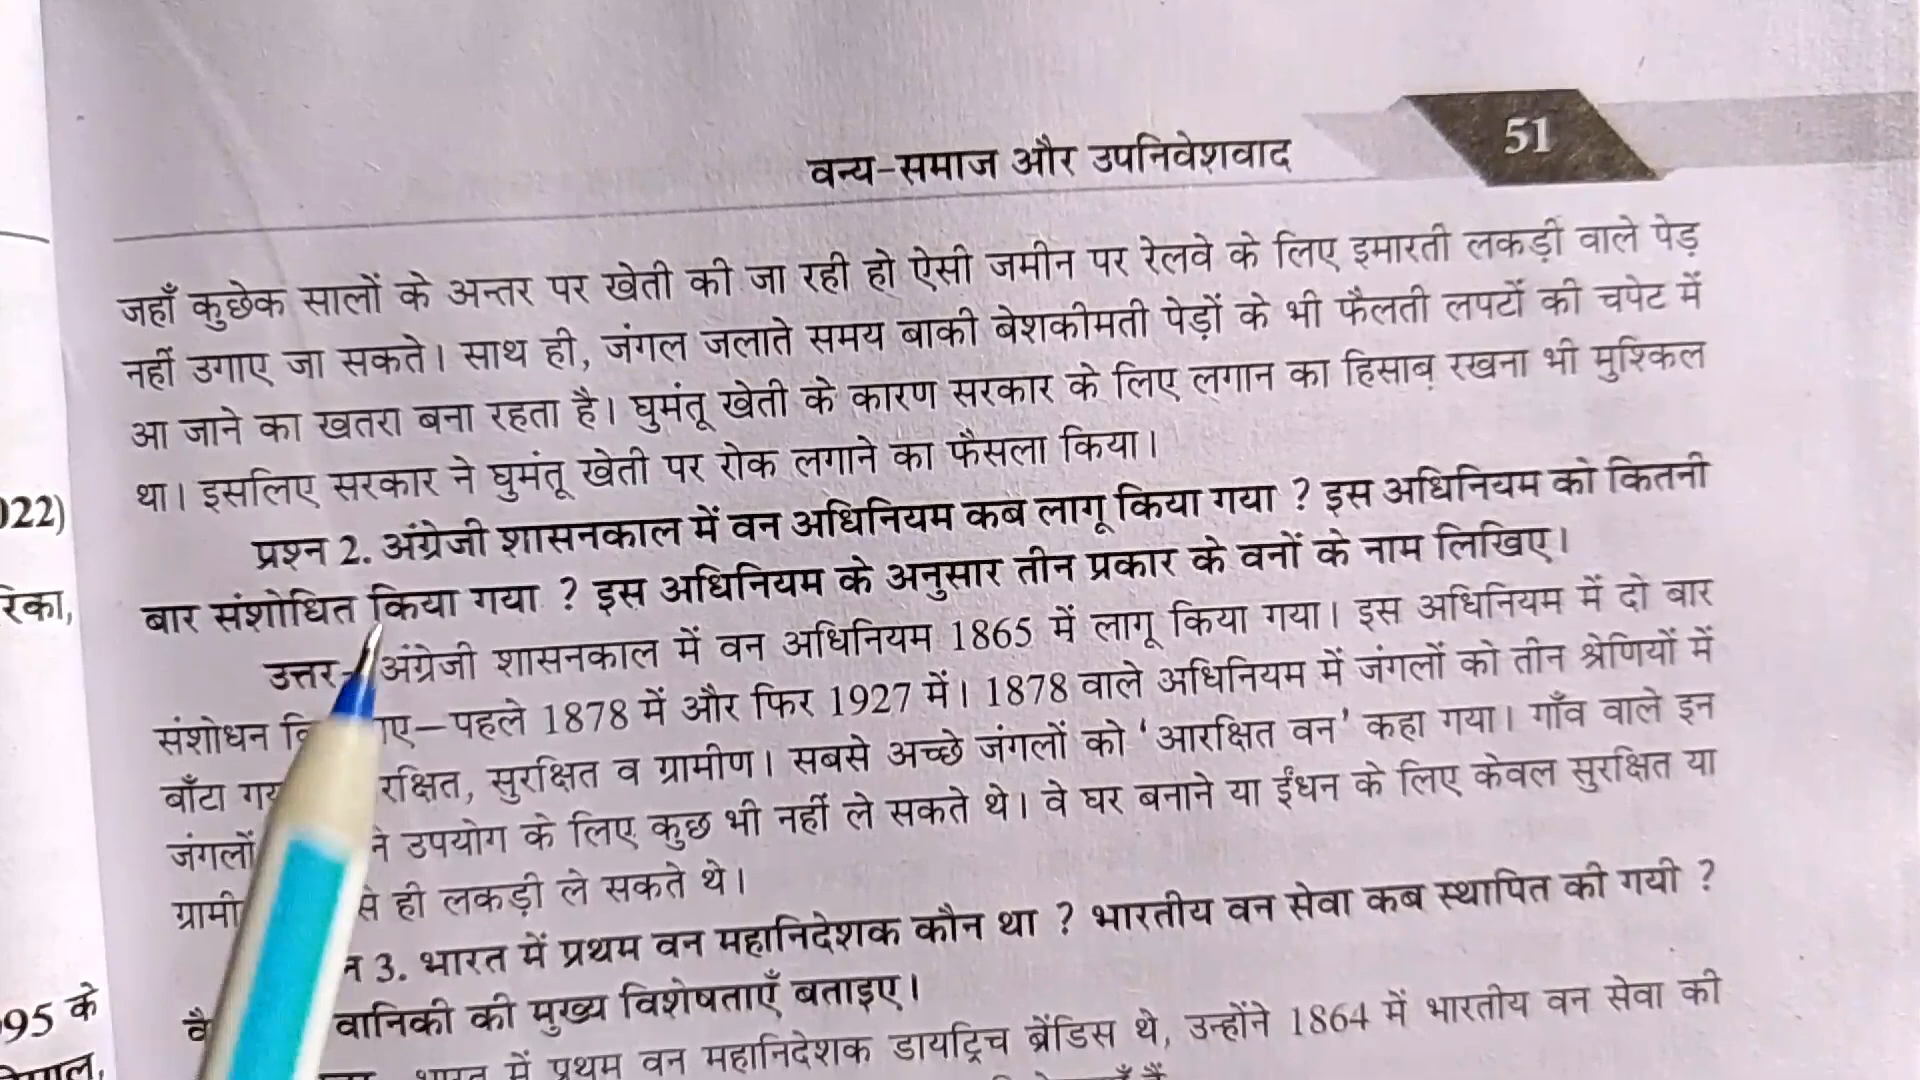 वन्य-समाज और उपनिवेशवाद 51
जहाँ कुछेक सालों के अन्तर पर खेती की जा रही हो ऐसी जमीन पर रेलवे के लिए इमारती लकड़ी वाले पेड़
नहीं उगाए जा सकते। साथ ही, जंगल जलाते समय बाकी बेशकीमती पेड़ों के भी फैलती लपटों की चपेट में
आ जाने का खतरा बना रहता है। घुमंतू खेती के कारण सरकार के लिए लगान का हिसाब रखना भी मुश्किल
था। इसलिए सरकार ने घुमंतू खेती पर रोक लगाने का फैसला किया।
022)
प्रश्न 2. अंग्रेजी शासनकाल में वन अधिनियम कब लागू किया गया ? इस अधिनियम को कितनी
रिका,
बार संशोधित किया गया ? इस अधिनियम के अनुसार तीन प्रकार के वनों के नाम लिखिए।
उत्तर- अंग्रेजी शासनकाल में वन अधिनियम 1865 में लागू किया गया। इस अधिनियम में दो बार
संशोधन ए—पहले 1878 में और फिर 1927 में। 1878 वाले अधिनियम में जंगलों को तीन श्रेणियों में
बाँटा रक्षित, सुरक्षित व ग्रामीण। सबसे अच्छे जंगलों को 'आरक्षित वन' कहा गया। गाँव वाले इन
जंगलों उपयोग के लिए कुछ भी नहीं ले सकते थे। वे घर बनाने या ईंधन के लिए केवल सुरक्षित या
ग्रामी से ही लकड़ी ले सकते थे।
न 3. भारत में प्रथम वन महानिदेशक कौन था ? भारतीय वन सेवा कब स्थापित की गयी ?
95 के
वै वानिकी की मुख्य विशेषताएँ बताइए।
भारत में प्रथम वन महानिदेशक डायट्रिच ब्रैंडिस थे, उन्होंने 1864 में भारतीय वन सेवा की